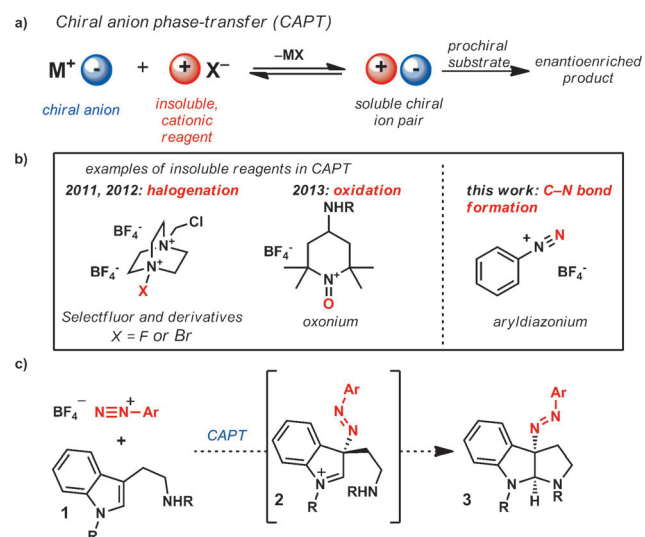 a) Chiral anion phase-transfer (CAPT)
M+ - + + X– –MX + - prochiral substrate enantioenriched product
chiral anion
insoluble, cationic reagent
soluble chiral ion pair
b)
examples of insoluble reagents in CAPT
2011, 2012: halogenation
2013: oxidation
this work: C–N bond formation
BF4-
BF4-
Cl
N+
N+
X
Selectfluor and derivatives
X = F or Br
NHR
BF4-
N+
O
oxonium
+
N
N
BF4-
aryldiazonium
c)
BF4– N≡N–Ar
+
+
1
N
R
NHR
CAPT
Ar
N
N
2
+
N
R
RHN
Ar
N
N
3
N
R
H
N
R